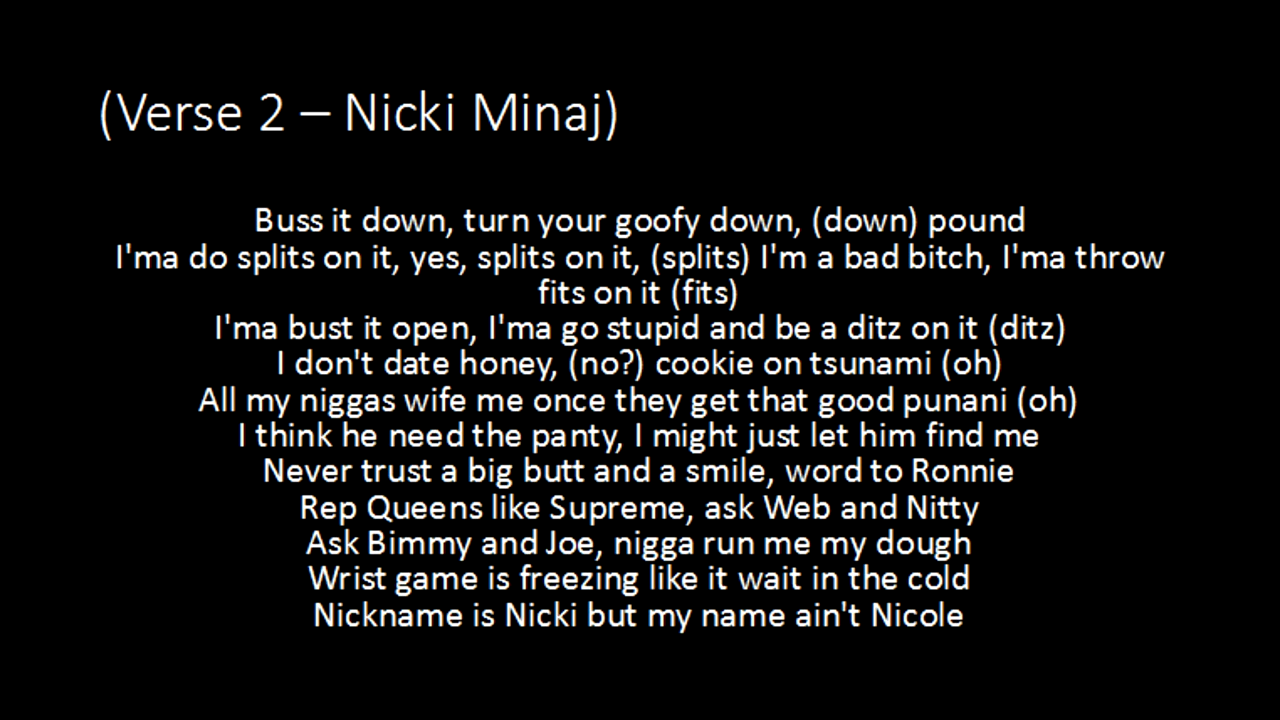 (Verse 2 – Nicki Minaj)
Buss it down, turn your goofy down, (down) pound
I'ma do splits on it, yes, splits on it, (splits) I'm a bad bitch, I'ma throw
fits on it (fits)
I'ma bust it open, I'ma go stupid and be a ditz on it (ditz)
I don't date honey, (no?) cookie on tsunami (oh)
All my niggas wife me once they get that good punani (oh)
I think he need the panty, I might just let him find me
Never trust a big butt and a smile, word to Ronnie
Rep Queens like Supreme, ask Web and Nitty
Ask Bimmy and Joe, nigga run me my dough
Wrist game is freezing like it wait in the cold
Nickname is Nicki but my name ain't Nicole